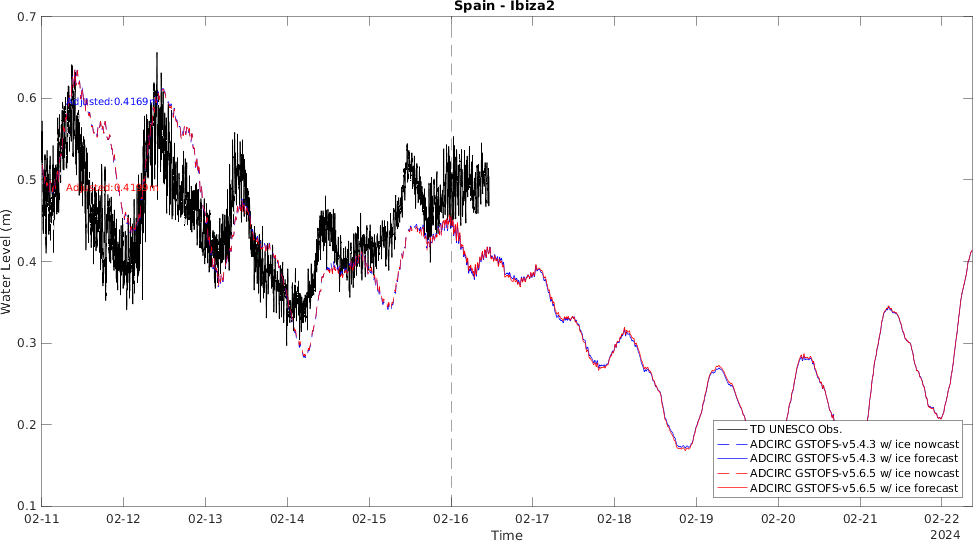 Spain - Ibiza2
0.7
0.6
0.5
0.4
0.3
0.2
0.1
Water Level (m)
Adjusted:0.4169m
TD UNESCO Obs.
ADCIRC GSTOFS-v5.4.3 w/ ice nowcast
ADCIRC GSTOFS-v5.4.3 w/ ice forecast
ADCIRC GSTOFS-v5.6.5 w/ ice nowcast
ADCIRC GSTOFS-v5.6.5 w/ ice forecast
02-11 02-12 02-13 02-14 02-15 02-16 02-17 02-18 02-19 02-20 02-21 02-22
Time
2024